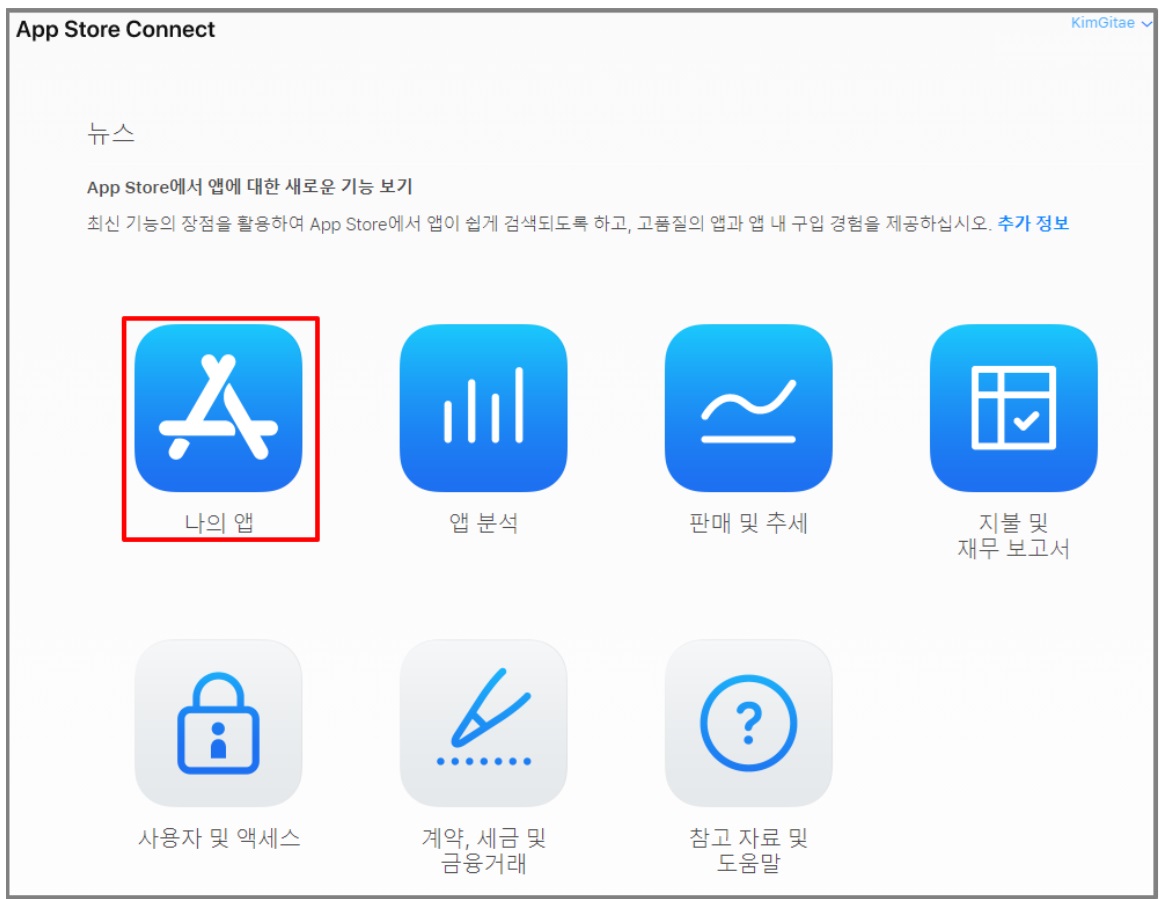 App Store Connect
KimGitae
뉴스
App Store에서 앱에 대한 새로운 기능 보기
최신 기능의 장점을 활용하여 App Store에서 앱이 쉽게 검색되도록 하고, 고품질의 앱과 앱 내 구입 경험을 제공하십시오. 추가 정보
나의 앱
앱 분석
판매 및 추세
지불 및
재무 보고서
사용자 및 액세스
계약, 세금 및
금융거래
참고 자료 및
도움말